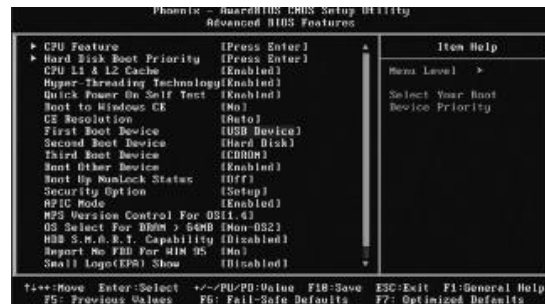 Phoenix - AwardBIOS CMOS Setup Utility
Advanced BIOS Features
CPU Feature [Press Enter]
Hard Disk Boot Priority [Press Enter]
CPU L1 & L2 Cache [Enabled]
Hyper-Threading Technology[Enabled]
Quick Power On Self Test [Enabled]
Boot to Windows CE [No]
CE Resolution [Auto]
First Boot Device [USB Device]
Second Boot Device [Hard Disk]
Third Boot Device [CDROM]
Boot Other Device [Enabled]
Boot Up NumLock Status [Off]
Security Option [Setup]
APIC Mode [Enabled]
MPS Version Control For OS[1.4]
OS Select For DRAM > 64MB [Non-OS2]
HDD S.M.A.R.T. Capability [Disabled]
Report No FDD For WIN 95 [No]
Small Logo(EPA) Show [Disabled]
Item Help
Menu Level >
Select Your Boot
Device Priority
↑↓→←:Move Enter:Select +/-/PU/PD:Value F10:Save ESC:Exit F1:General Help
F5: Previous Values F6: Fail-Safe Defaults F7: Optimized Defaults